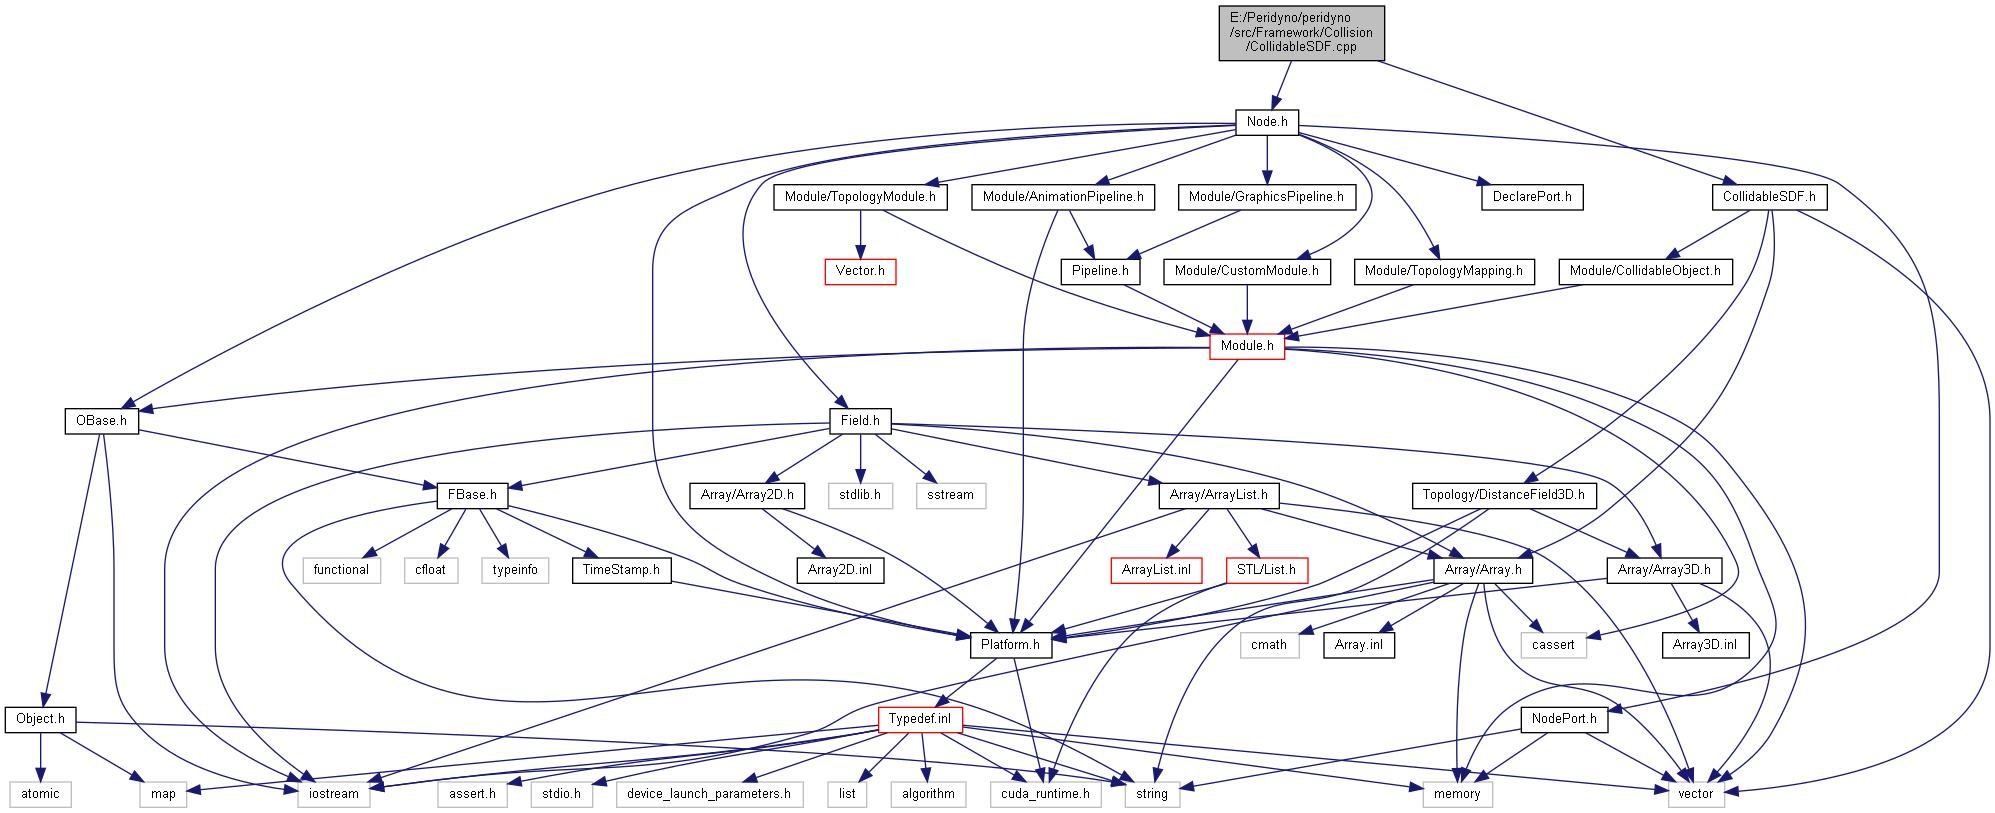 E:/Peridyno/peridyno
/src/Framework/Collision
/CollidableSDF.cpp
Node.h
Module/TopologyModule.h
Module/AnimationPipeline.h
Module/GraphicsPipeline.h
DeclarePort.h
CollidableSDF.h
Vector.h
Pipeline.h
Module/CustomModule.h
Module/TopologyMapping.h
Module/CollidableObject.h
Module.h
OBase.h
Field.h
FBase.h
Array/Array2D.h
stdlib.h
sstream
Array/ArrayList.h
Topology/DistanceField3D.h
functional
cfloat
typeinfo
TimeStamp.h
Array2D.inl
ArrayList.inl
STL/List.h
Array/Array.h
Array/Array3D.h
Platform.h
cmath
Array.inl
cassert
Array3D.inl
Object.h
Typedef.inl
NodePort.h
atomic
map
iostream
assert.h
stdio.h
device_launch_parameters.h
list
algorithm
cuda_runtime.h
string
memory
vector